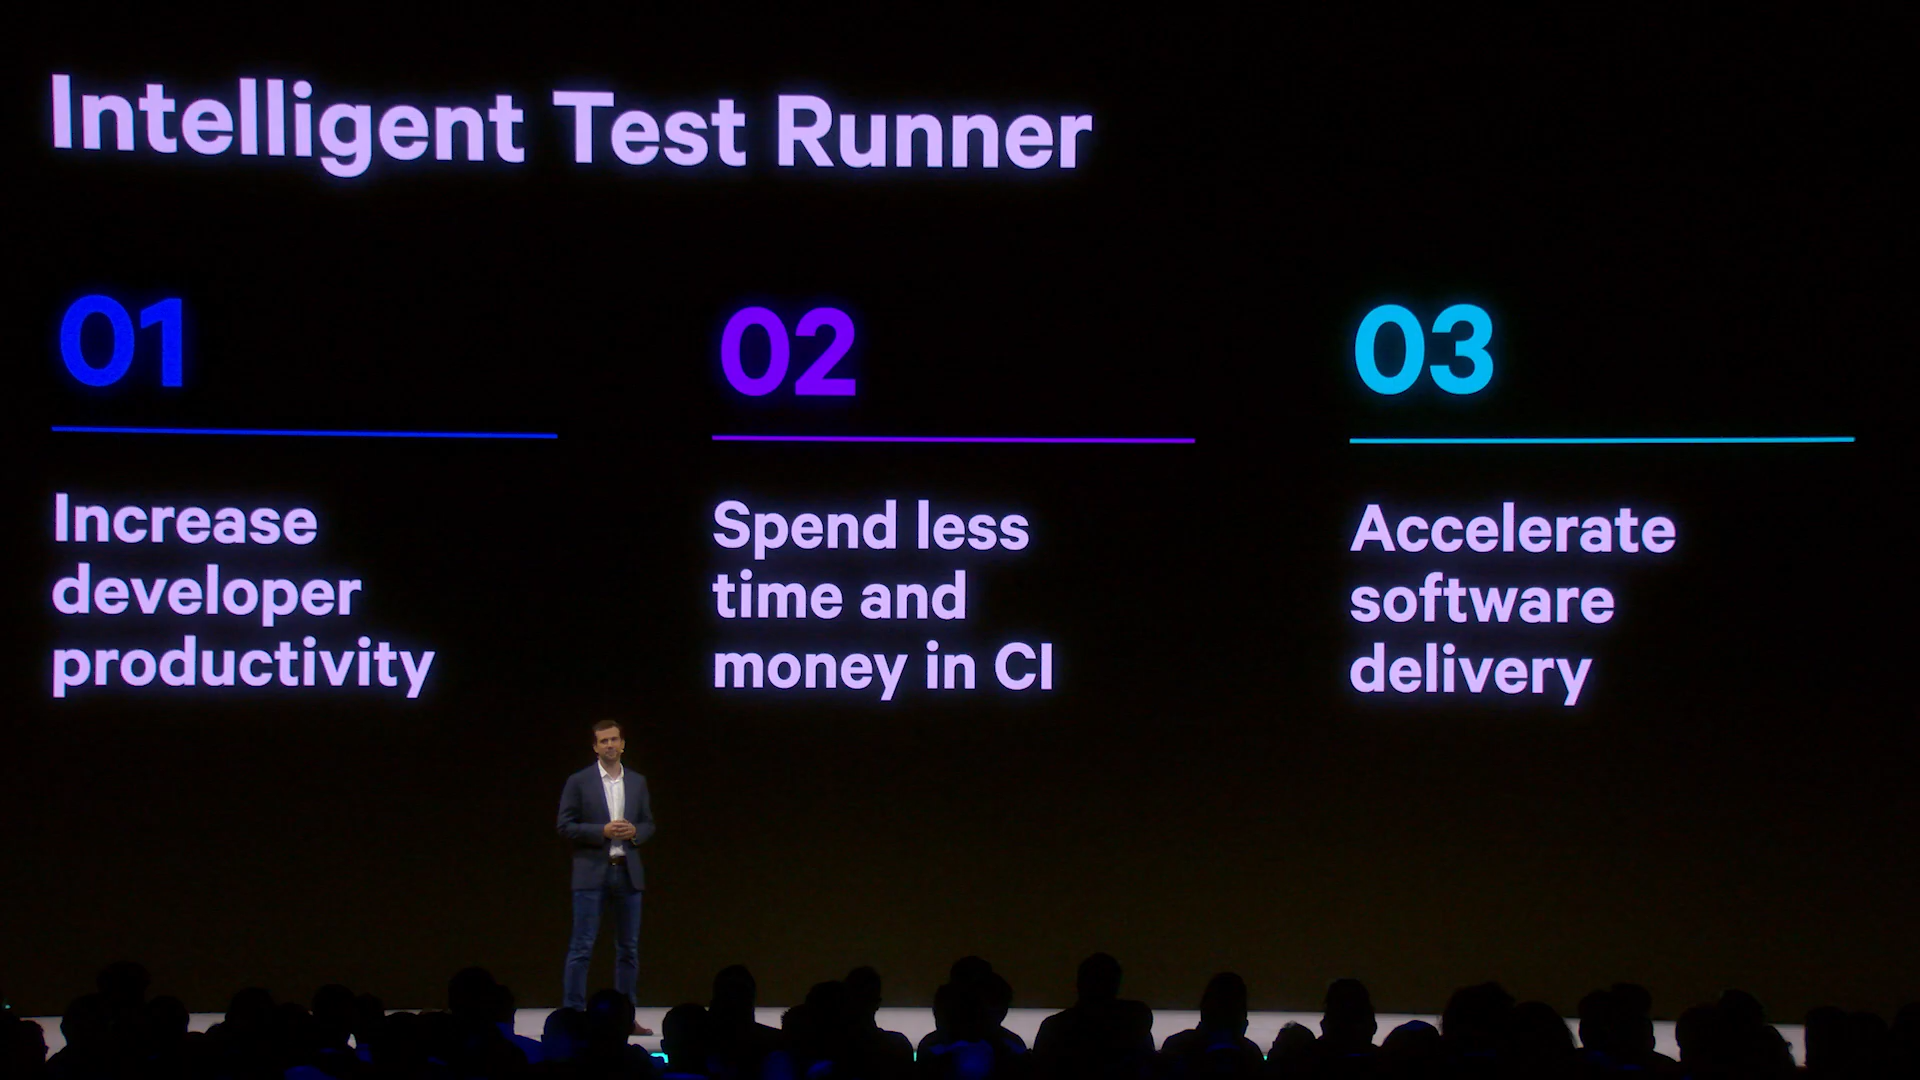 Intelligent Test Runner
01
Increase
developer
productivity
02
Spend less
time and
money in CI
03
Accelerate
software
delivery